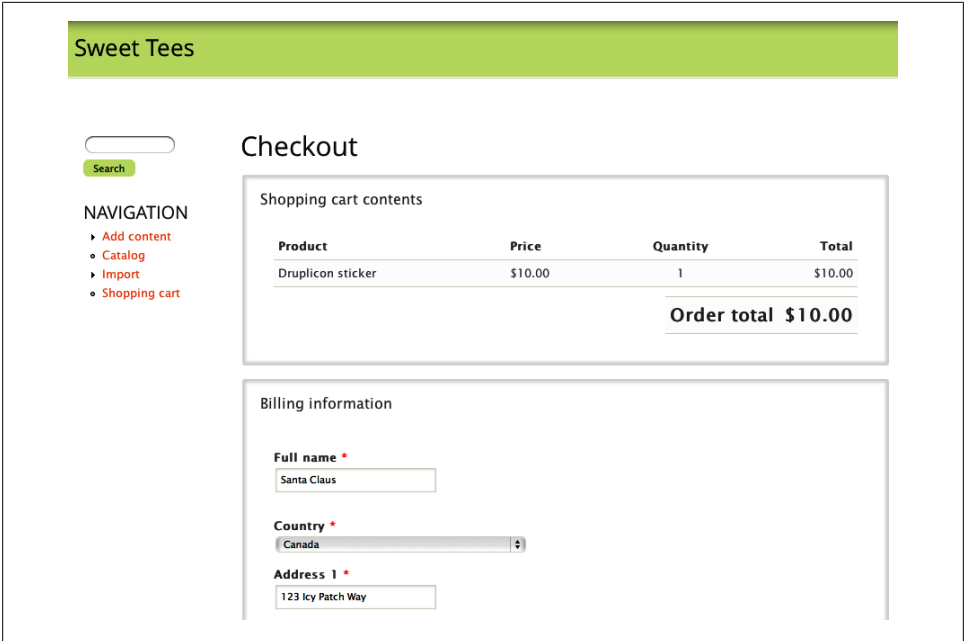 Sweet Tees
Search
NAVIGATION
Add content
Catalog
Import
Shopping cart
Checkout
Shopping cart contents
Product Price Quantity Total
Druplicon sticker $10.00 1 $10.00
Order total $10.00
Billing information
Full name *
Santa Claus
Country *
Canada
Address 1 *
123 Icy Patch Way